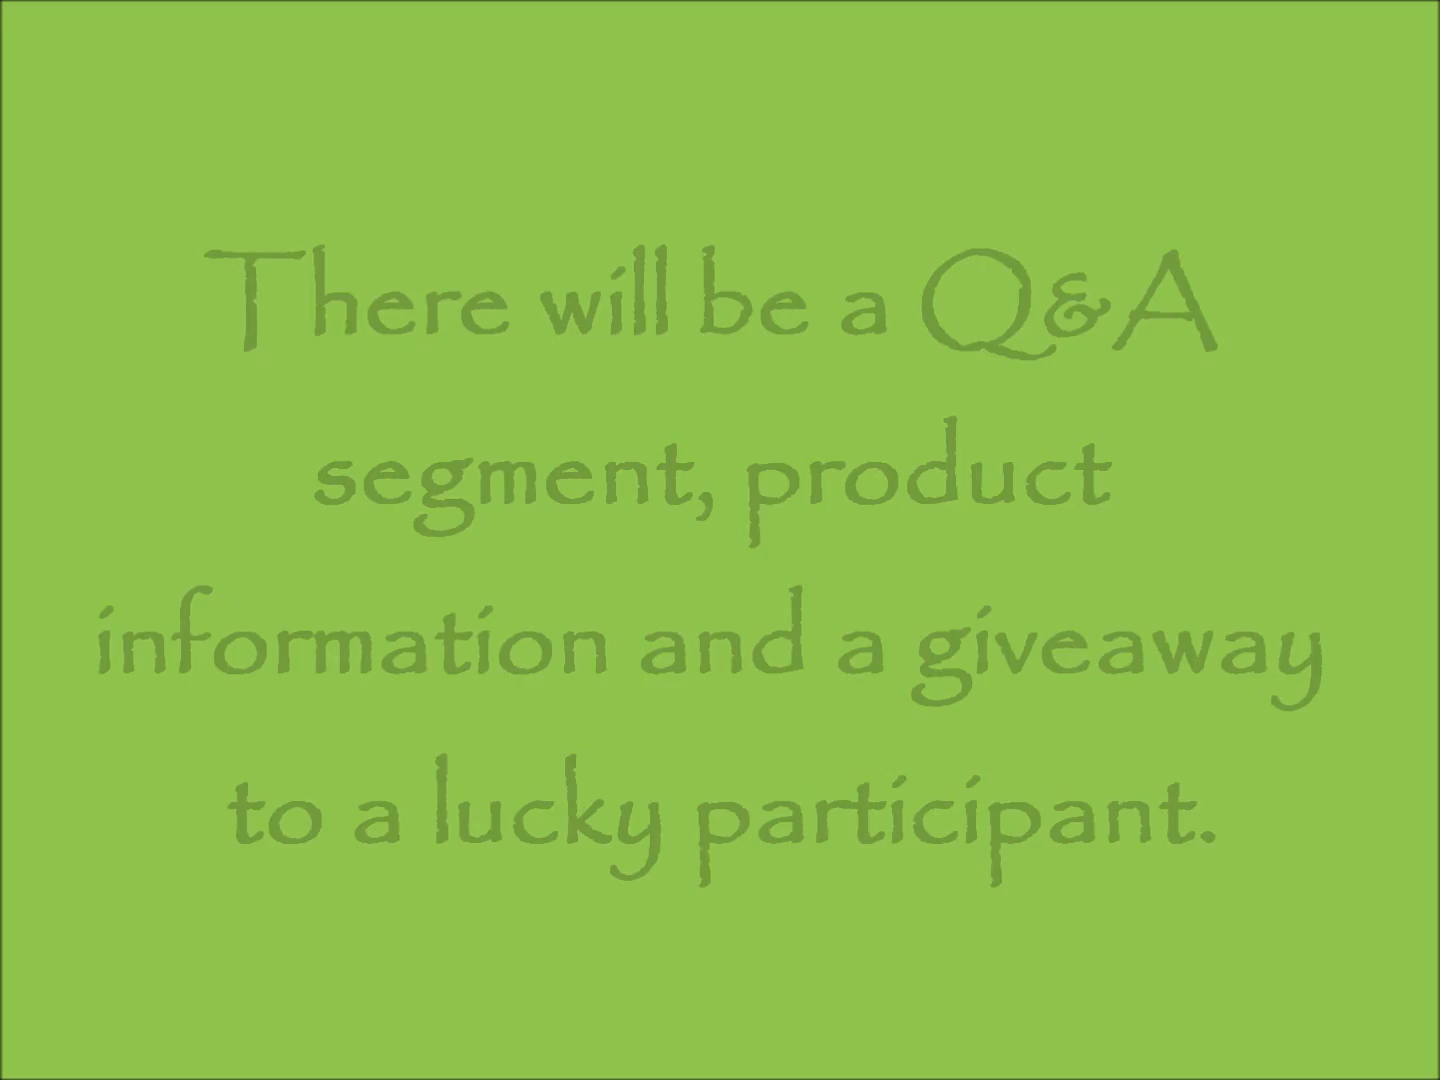 There will be a Q&A
segment, product
information and a giveaway
to a lucky participant.